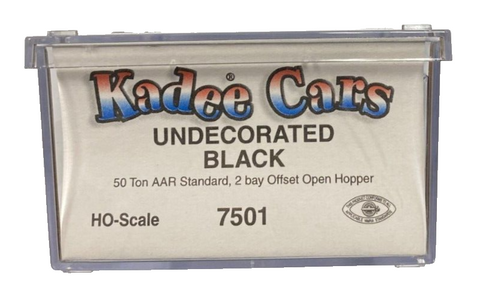 Kadee® Cars
UNDECORATED
BLACK
50 Ton AAR Standard, 2 bay Offset Open Hopper
HO-Scale 7501